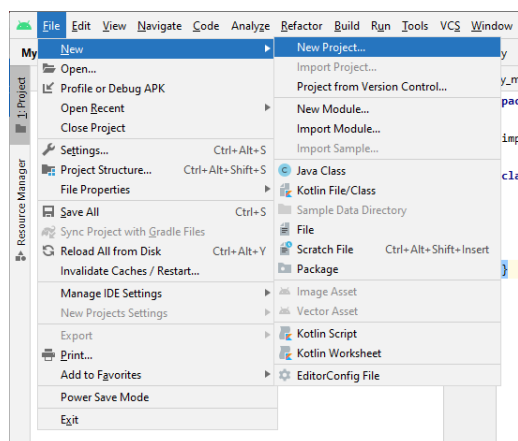 File Edit View Navigate Code Analyze Refactor Build Run Tools VCS Window
My
1: Project
Resource Manager
New
Open...
Profile or Debug APK
Open Recent
Close Project
Settings... Ctrl+Alt+S
Project Structure... Ctrl+Alt+Shift+S
File Properties
Save All Ctrl+S
Sync Project with Gradle Files
Reload All from Disk Ctrl+Alt+Y
Invalidate Caches / Restart...
Manage IDE Settings
New Projects Settings
Export
Print...
Add to Favorites
Power Save Mode
Exit
New Project...
Import Project...
Project from Version Control...
New Module...
Import Module...
Import Sample...
Java Class
Kotlin File/Class
Sample Data Directory
File
Scratch File Ctrl+Alt+Shift+Insert
Package
Image Asset
Vector Asset
Kotlin Script
Kotlin Worksheet
EditorConfig File
y
y_m
pac
imp
cla
}